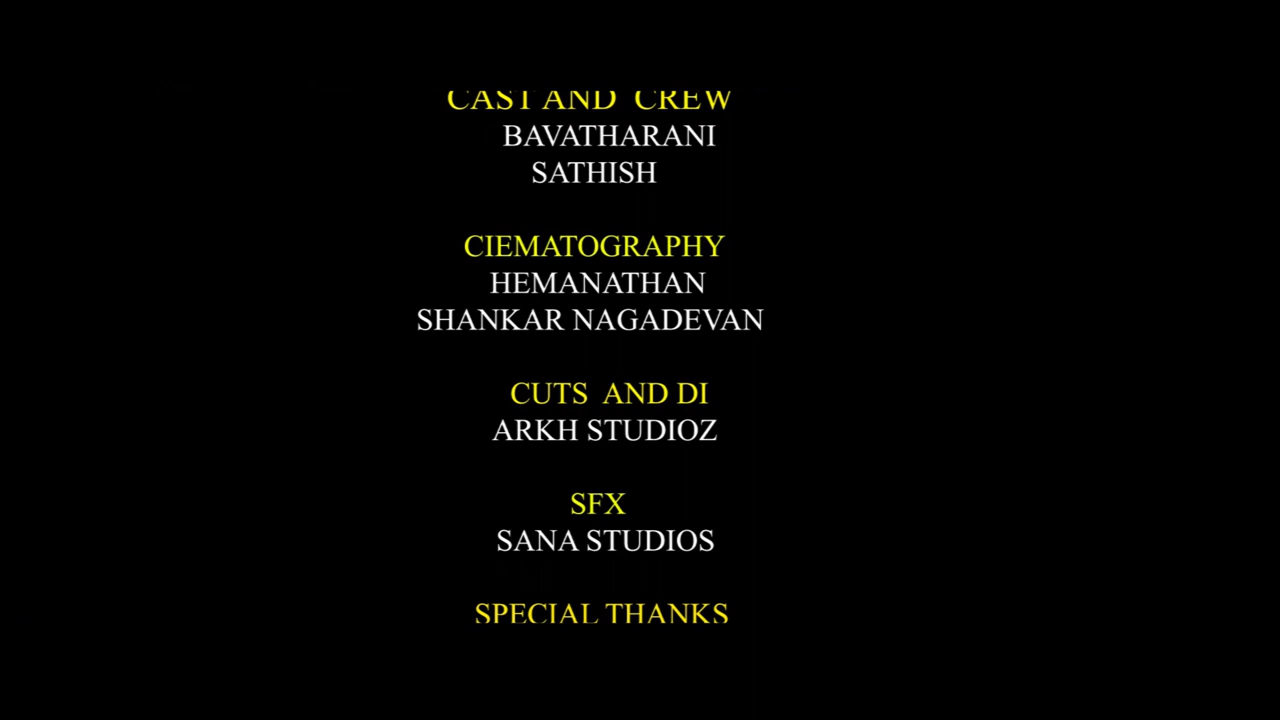 CAST AND CREW
BAVATHARANI
SATHISH
CIEMATOGRAPHY
HEMANATHAN
SHANKAR NAGADEVAN
CUTS AND DI
ARKH STUDIOZ
SFX
SANA STUDIOS
SPECIAL THANKS